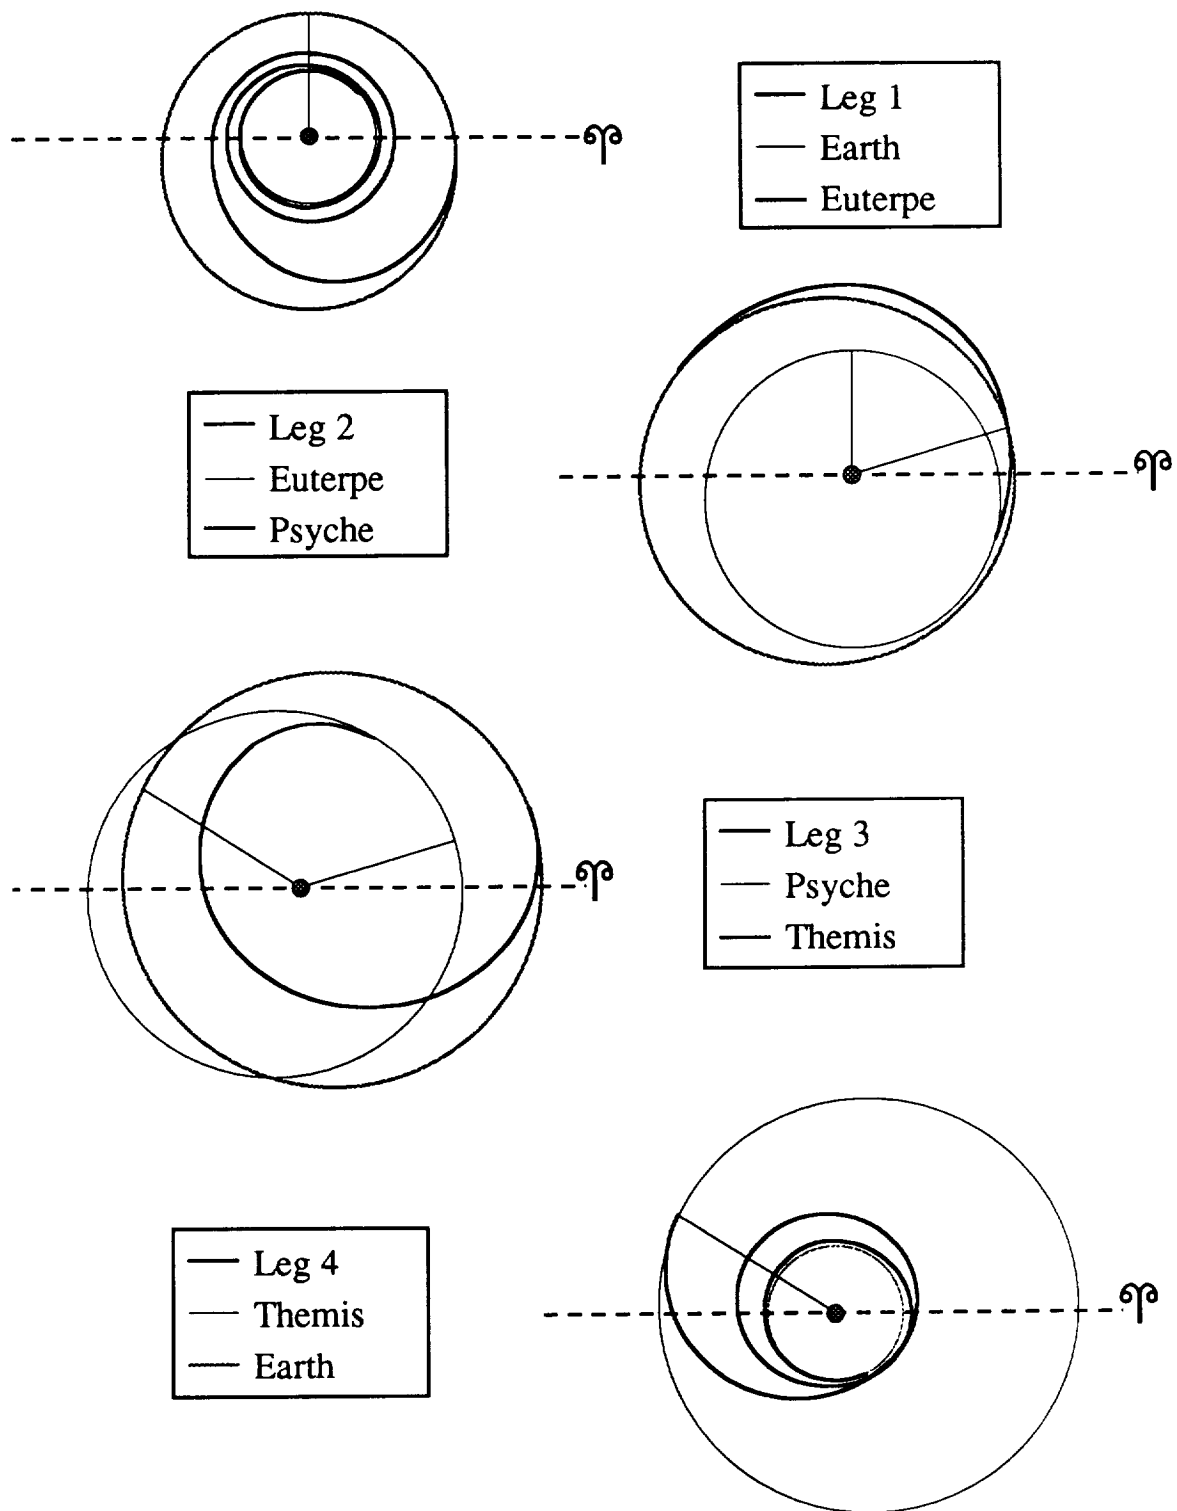 ♈
Leg 1
Earth
Euterpe
♈
Leg 2
Euterpe
Psyche
♈
Leg 3
Psyche
Themis
♈
Leg 4
Themis
Earth